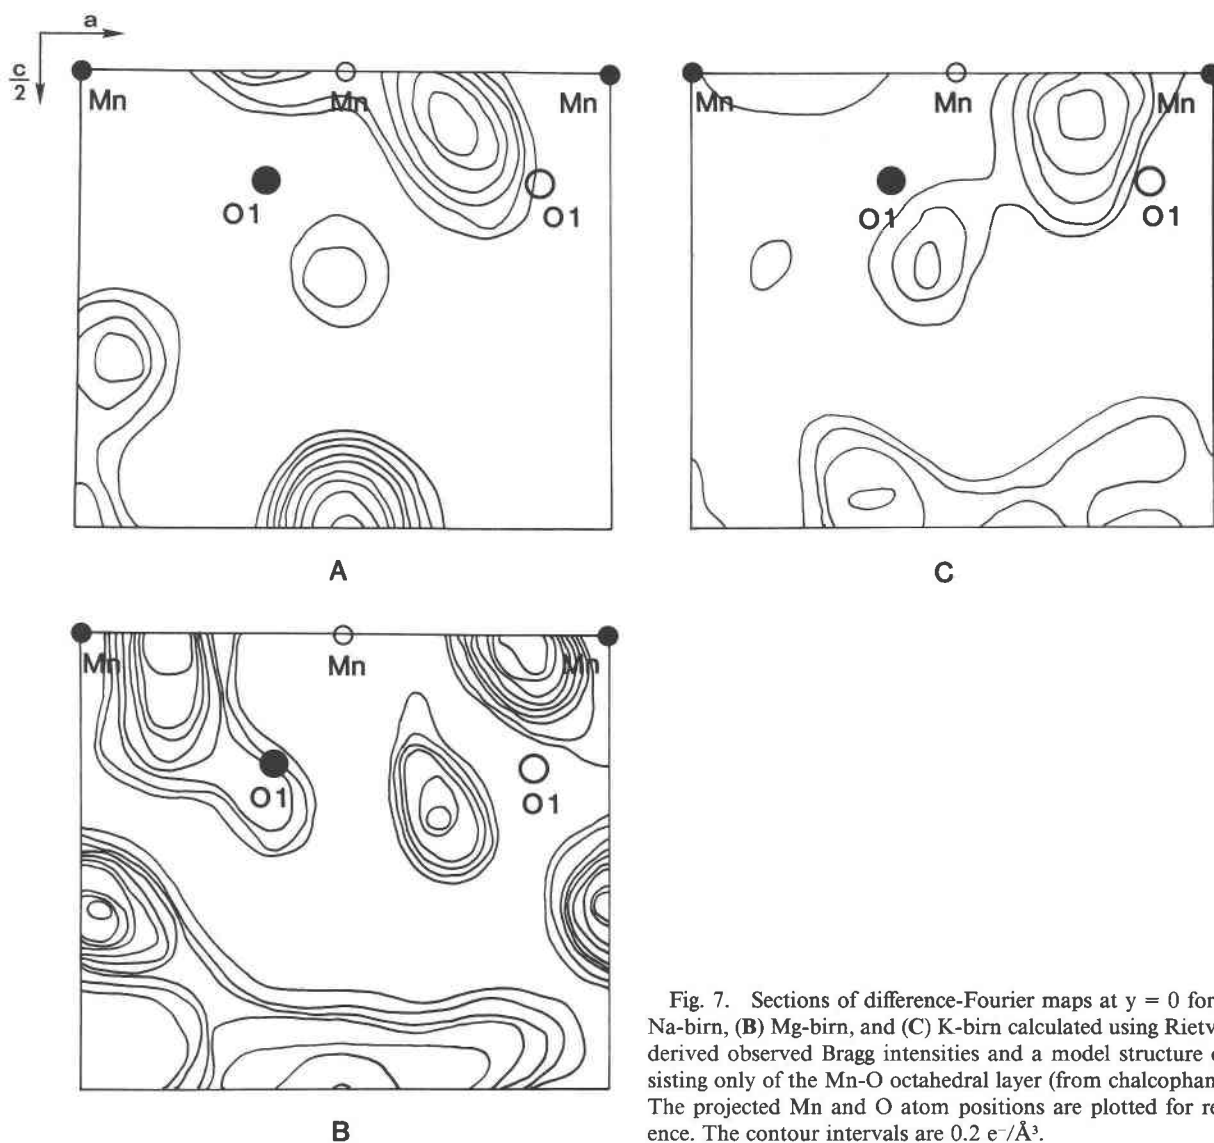 a
c
2
Mn
Mn
Mn
O1
O1
A
Mn
Mn
Mn
O1
O1
C
Mn
Mn
Mn
O1
O1
B
Fig. 7. Sections of difference-Fourier maps at y = 0 for
Na-birn, (B) Mg-birn, and (C) K-birn calculated using Rietv
derived observed Bragg intensities and a model structure
sisting only of the Mn-O octahedral layer (from chalcophan
The projected Mn and O atom positions are plotted for re
ence. The contour intervals are 0.2 e⁻/Å³.